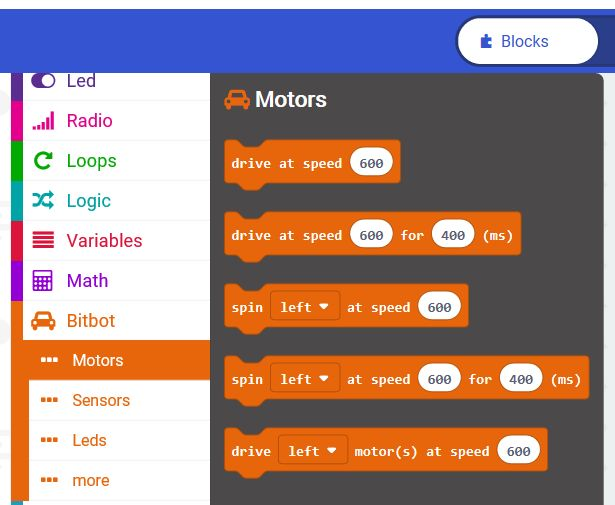 Blocks
Led
Radio
Loops
Logic
Variables
Math
Bitbot
Motors
Sensors
Leds
more
Motors
drive at speed 600
drive at speed 600 for 400 (ms)
spin left at speed 600
spin left at speed 600 for 400 (ms)
drive left motor(s) at speed 600